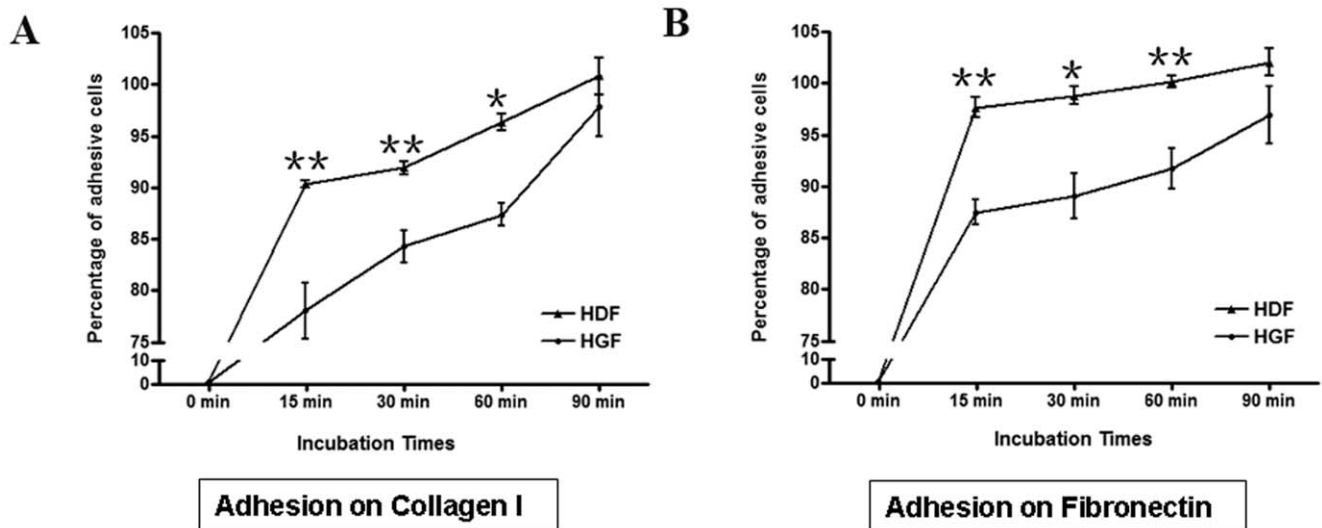 A
Percentage of adhesive cells
105
100
95
90
85
80
75
10
0
**
**
*
HDF
HGF
0 min 15 min 30 min 60 min 90 min
Incubation Times
Adhesion on Collagen I
B
Percentage of adhesive cells
105
100
95
90
85
80
75
10
0
**
*
**
HDF
HGF
0 min 15 min 30 min 60 min 90 min
Incubation Times
Adhesion on Fibronectin